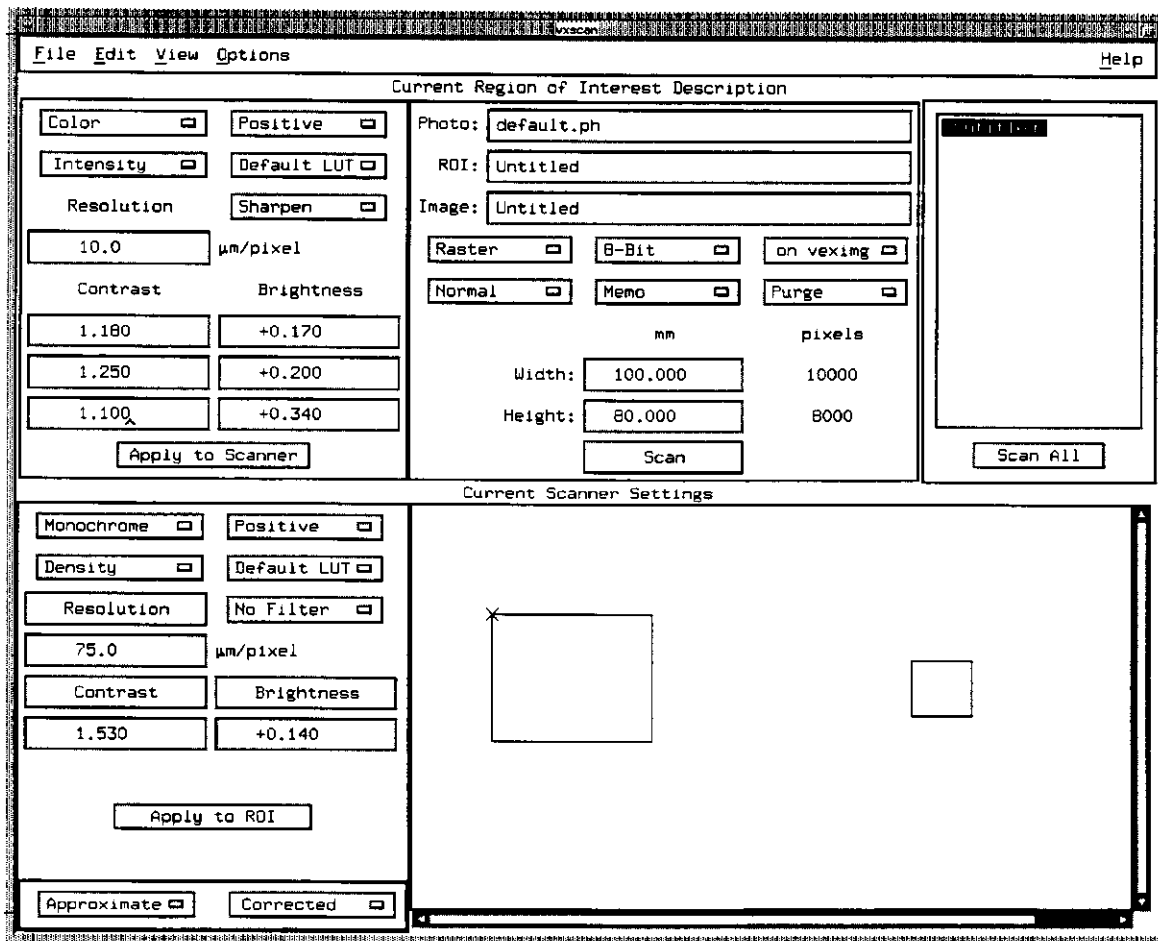 vxscan
File Edit View Options Help
Current Region of Interest Description
Color Positive
Intensity Default LUT
Resolution Sharpen
10.0 µm/pixel
Contrast Brightness
1.180 +0.170
1.250 +0.200
1.100 +0.340
Apply to Scanner
Photo: default.ph
ROI: Untitled
Image: Untitled
Raster 8-Bit on veximg
Normal Memo Purge
mm pixels
Width: 100.000 10000
Height: 80.000 8000
Scan
Scan All
Current Scanner Settings
Monochrome Positive
Density Default LUT
Resolution No Filter
75.0 µm/pixel
Contrast Brightness
1.530 +0.140
Apply to ROI
Approximate Corrected